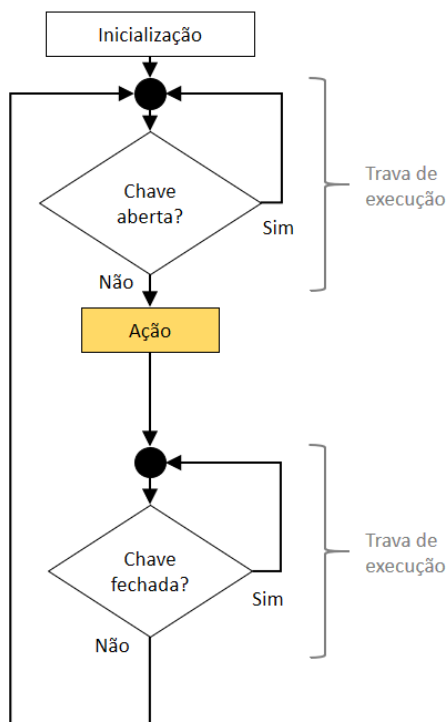 Inicialização
Chave
aberta?
Sim
Trava de
execução
Não
Ação
Chave
fechada?
Sim
Trava de
execução
Não